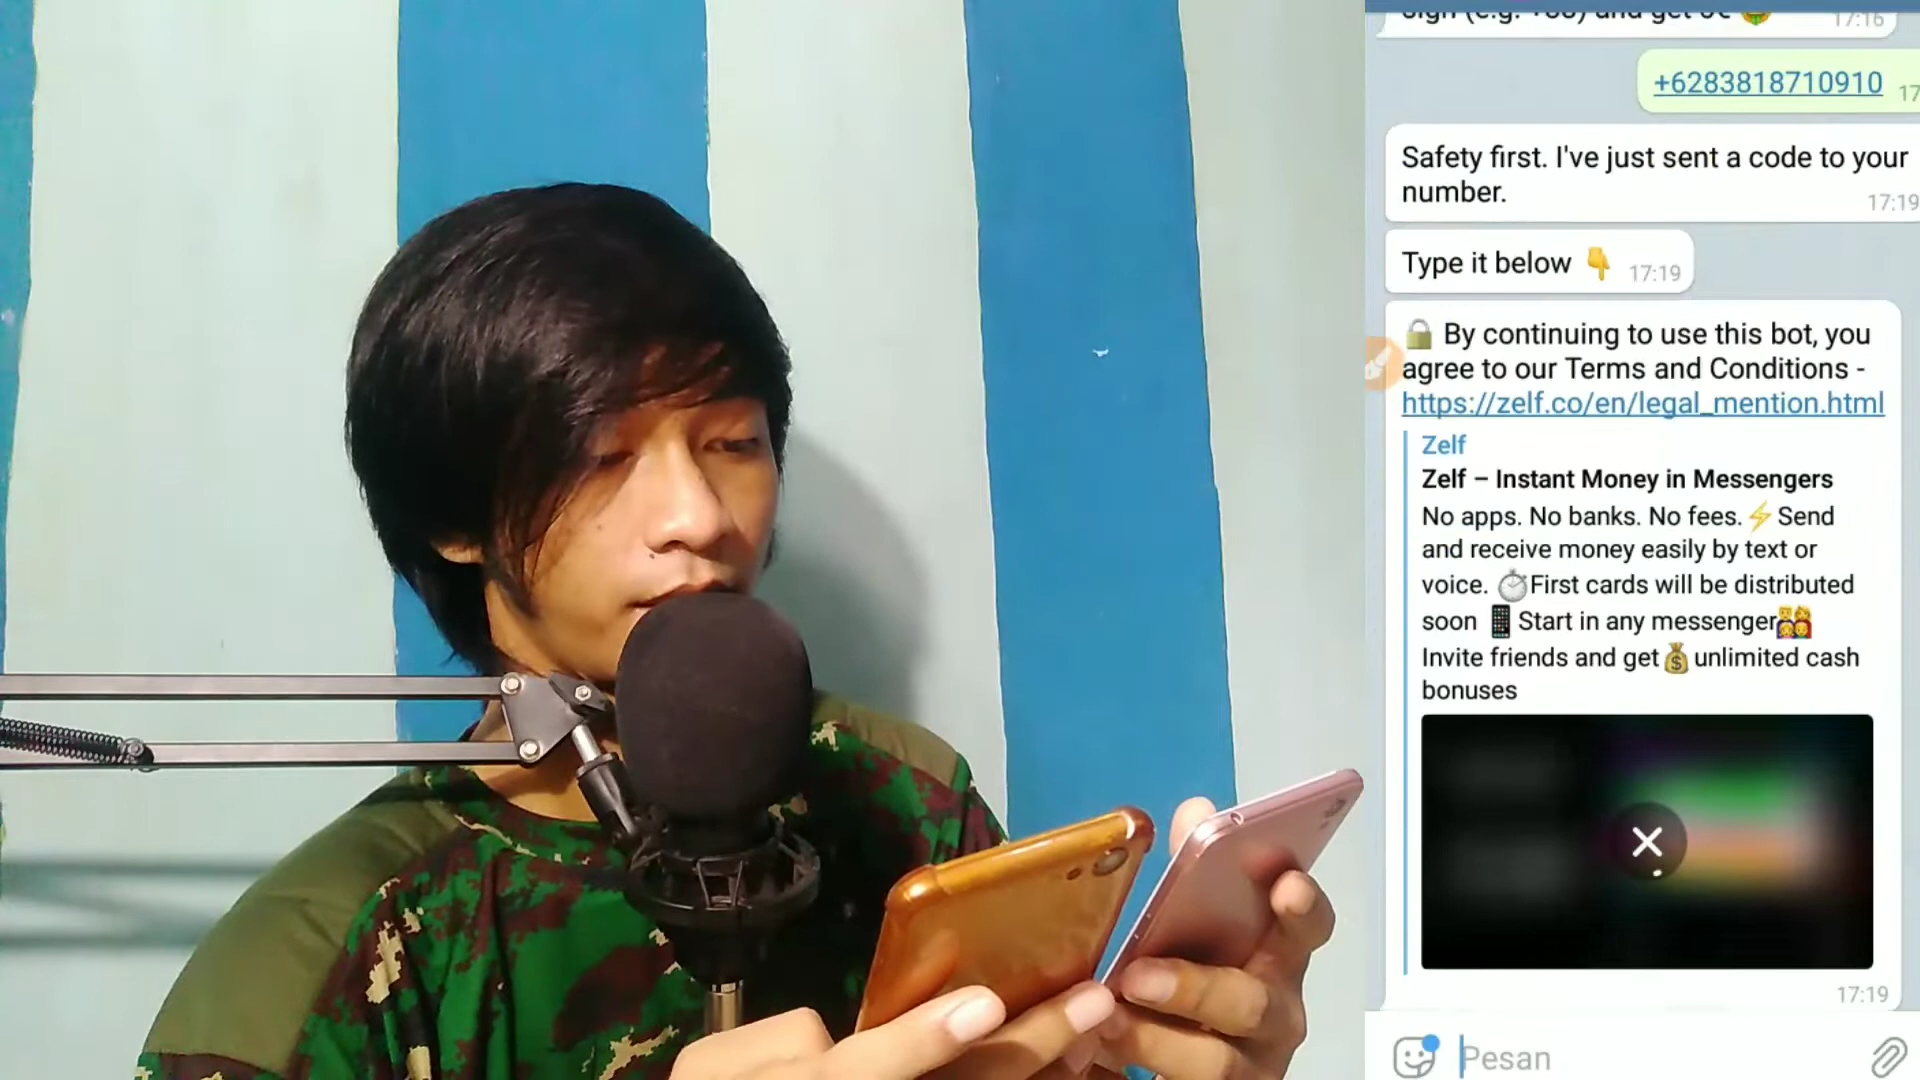 17:16
+6283818710910
17
Safety first. I've just sent a code to your
number.
17:19
Type it below 👇
17:19
🔒 By continuing to use this bot, you
agree to our Terms and Conditions -
https://zelf.co/en/legal_mention.html
Zelf
Zelf – Instant Money in Messengers
No apps. No banks. No fees.⚡Send
and receive money easily by text or
voice. ⏱First cards will be distributed
soon 📱Start in any messenger👨‍👩‍👧‍👦
Invite friends and get💰unlimited cash
bonuses
17:19
Pesan